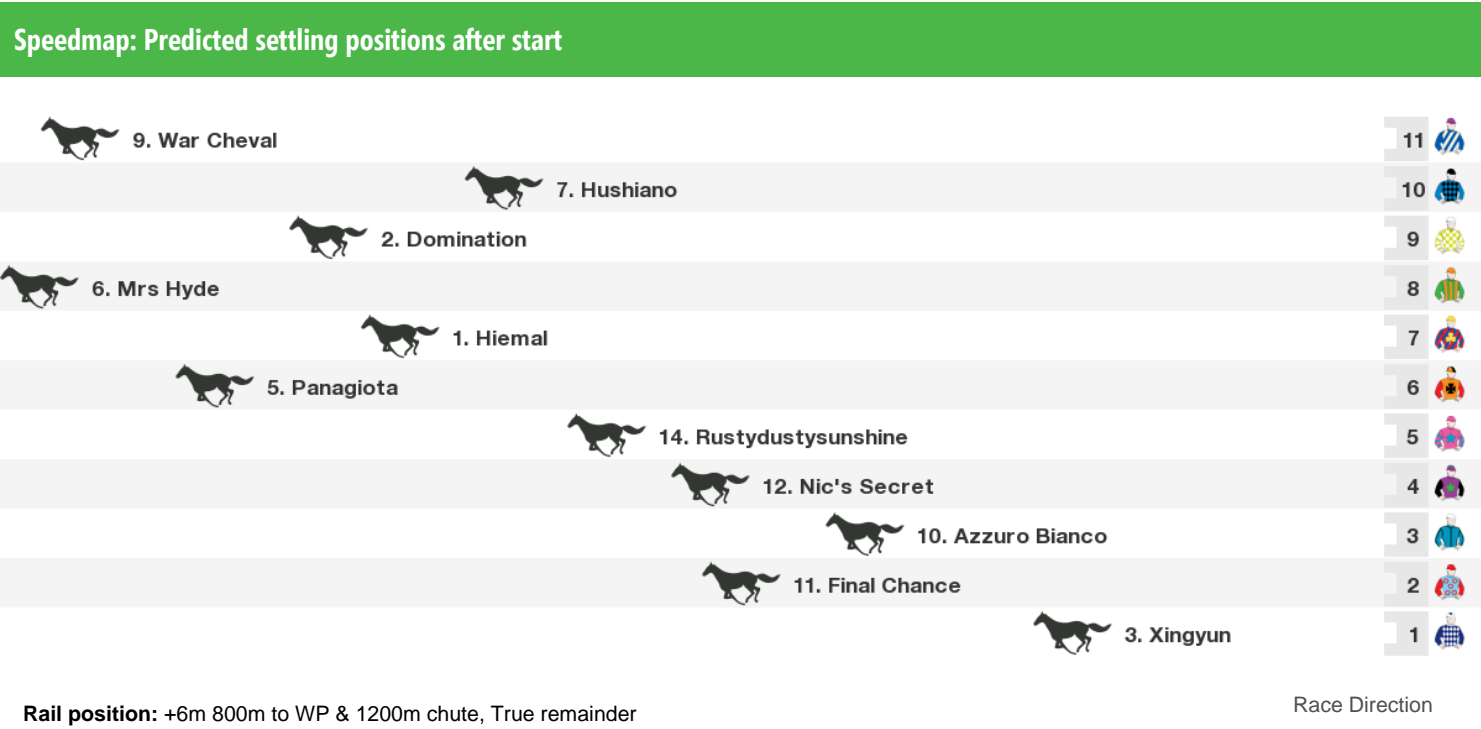 Speedmap: Predicted settling positions after start
9. War Cheval 11
7. Hushiano 10
2. Domination 9
6. Mrs Hyde 8
1. Hiemal 7
5. Panagiota 6
14. Rustydustysunshine 5
12. Nic's Secret 4
10. Azzuro Bianco 3
11. Final Chance 2
3. Xingyun 1
Rail position: +6m 800m to WP & 1200m chute, True remainder
Race Direction